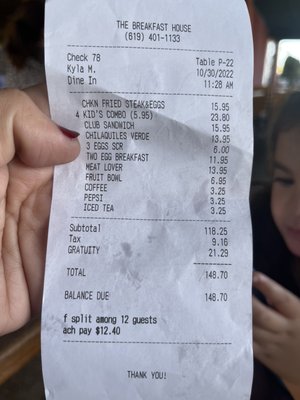 THE BREAKFAST HOUSE
(619) 401-1133
Check 78 Table P-22
Kyla M. 10/30/2022
Dine In 11:28 AM
CHKN FRIED STEAK&EGGS 15.95
4 KID'S COMBO (5.95) 23.80
CLUB SANDWICH 15.95
CHILAQUILES VERDE 13.95
3 EGGS SCR 6.00
TWO EGG BREAKFAST 11.95
MEAT LOVER 13.95
FRUIT BOWL 6.95
COFFEE 3.25
PEPSI 3.25
ICED TEA 3.25
Subtotal 118.25
Tax 9.16
GRATUITY 21.29
TOTAL 148.70
BALANCE DUE 148.70
f split among 12 guests
ach pay $12.40
THANK YOU!